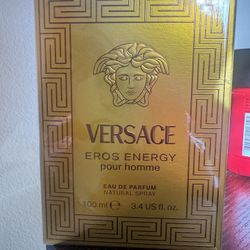 VERSACE
EROS ENERGY
pour homme
EAU DE PARFUM
NATURAL SPRAY
100 ml ℮ 3.4 US fl. oz.